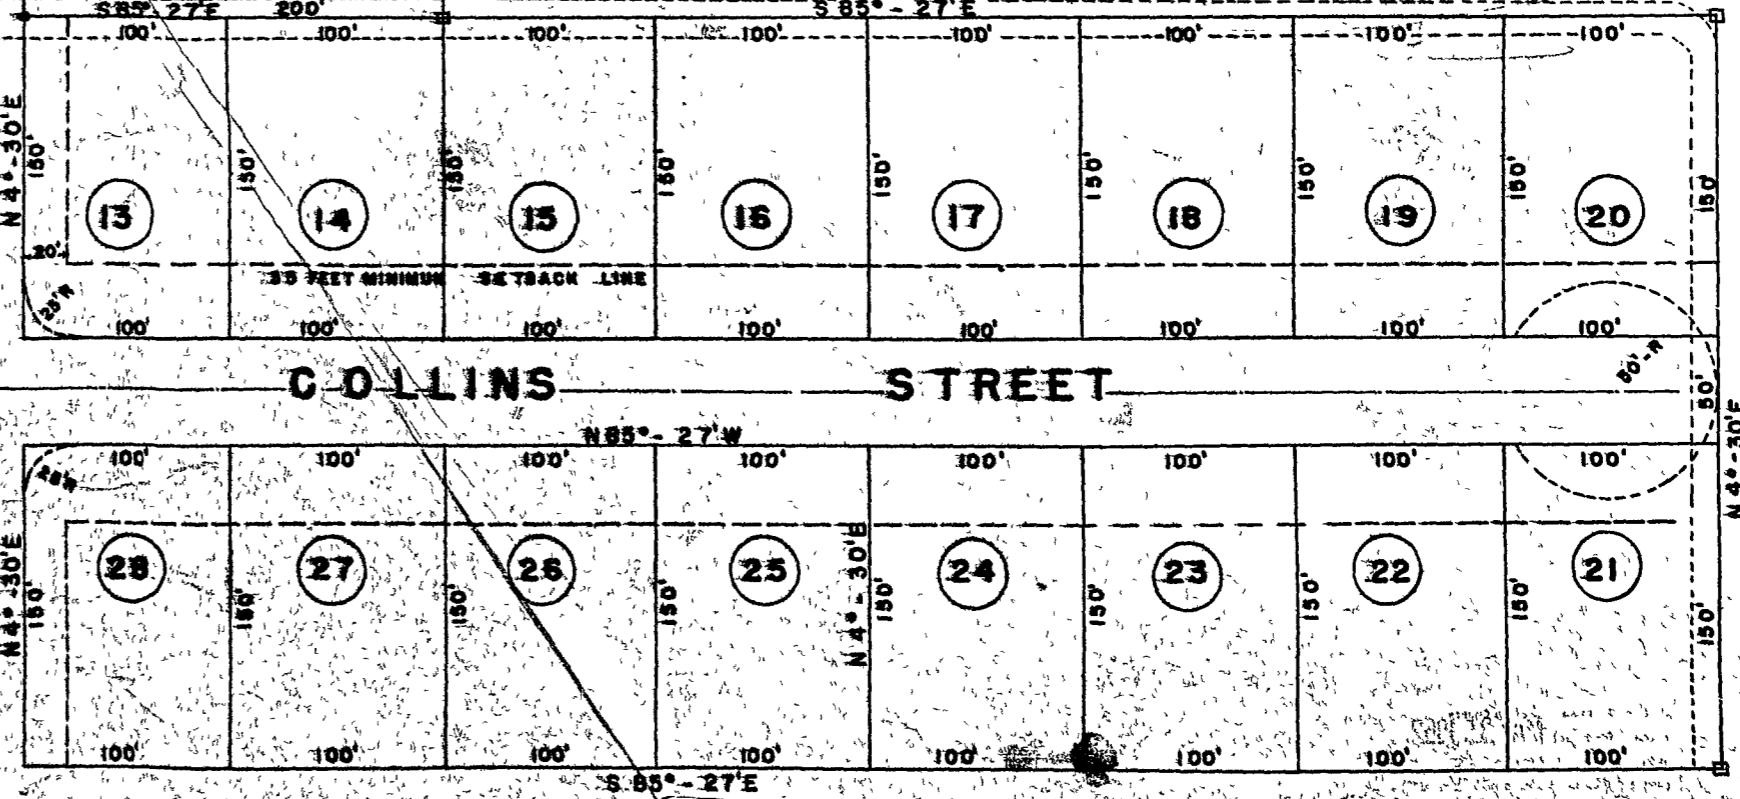 S 85° - 27' E 200' S 85° - 27' E
100' 100' 100' 100' 100' 100' 100' 100'
N 4° - 30' E 150' 150' 150' 150' 150' 150' 150' 150' 150'
13 14 15 16 17 18 19 20
20'
35 FEET MINIMUM SETBACK LINE
25'R
100' 100' 100' 100' 100' 100' 100' 100'
COLLINS STREET
50'-R
50'
N 4° - 30' E
N 85° - 27' W
100' 100' 100' 100' 100' 100' 100' 100'
25'R
28 27 26 25 24 23 22 21
N 4° - 30' E 150' 150' 150' 150' N 4° - 30' E 150' 150' 150' 150' 150'
100' 100' 100' 100' 100' 100' 100' 100'
S 85° - 27' E